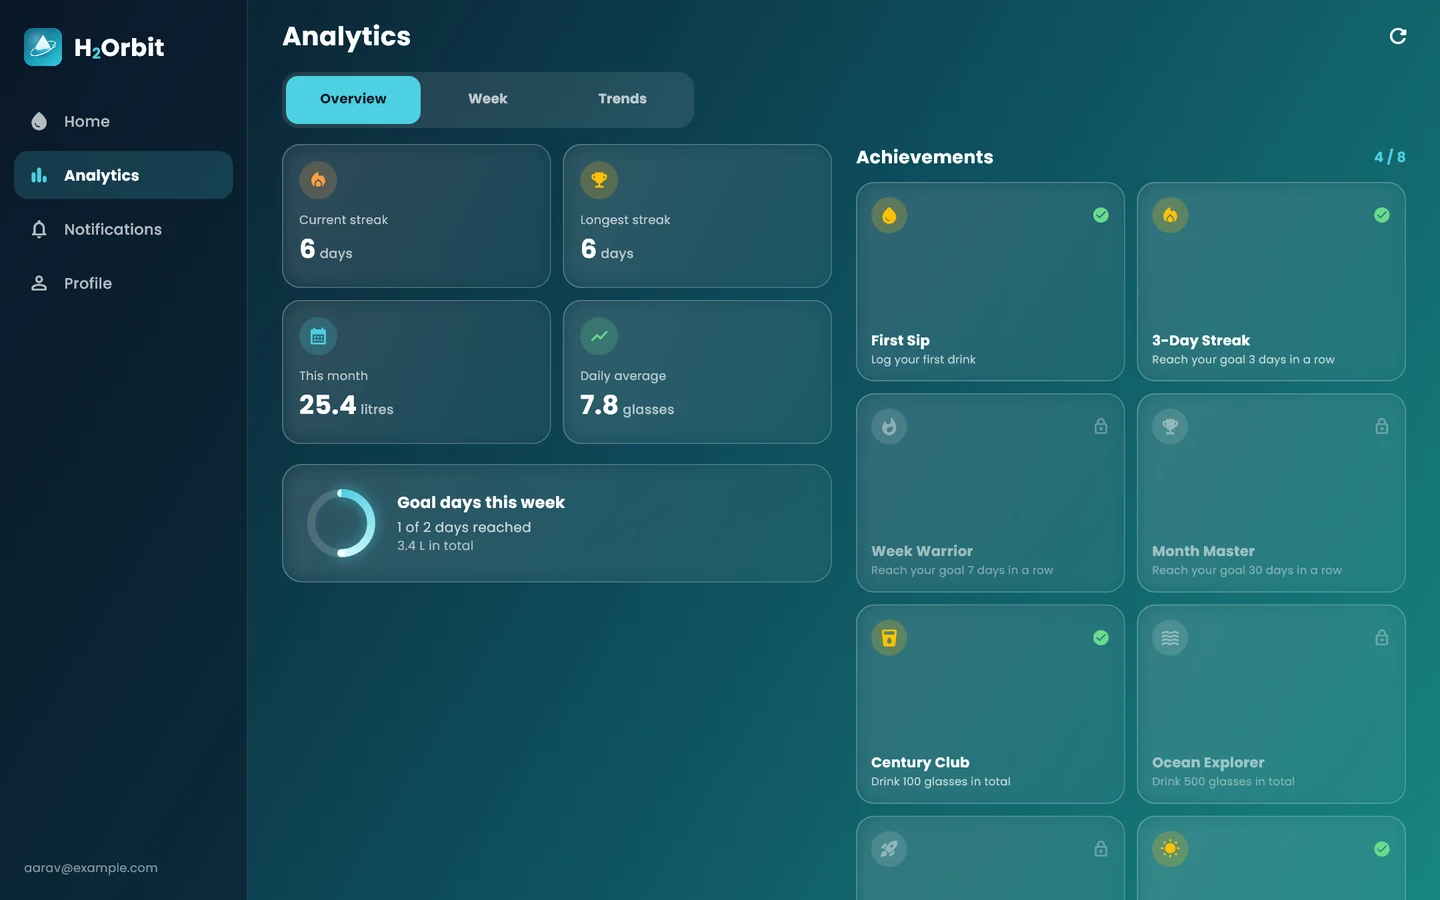 H₂Orbit
Home
Analytics
Notifications
Profile
aarav@example.com
Analytics
Overview
Week
Trends
Current streak
6 days
Longest streak
6 days
This month
25.4 litres
Daily average
7.8 glasses
Goal days this week
1 of 2 days reached
3.4 L in total
Achievements
4 / 8
First Sip
Log your first drink
3-Day Streak
Reach your goal 3 days in a row
Week Warrior
Reach your goal 7 days in a row
Month Master
Reach your goal 30 days in a row
Century Club
Drink 100 glasses in total
Ocean Explorer
Drink 500 glasses in total